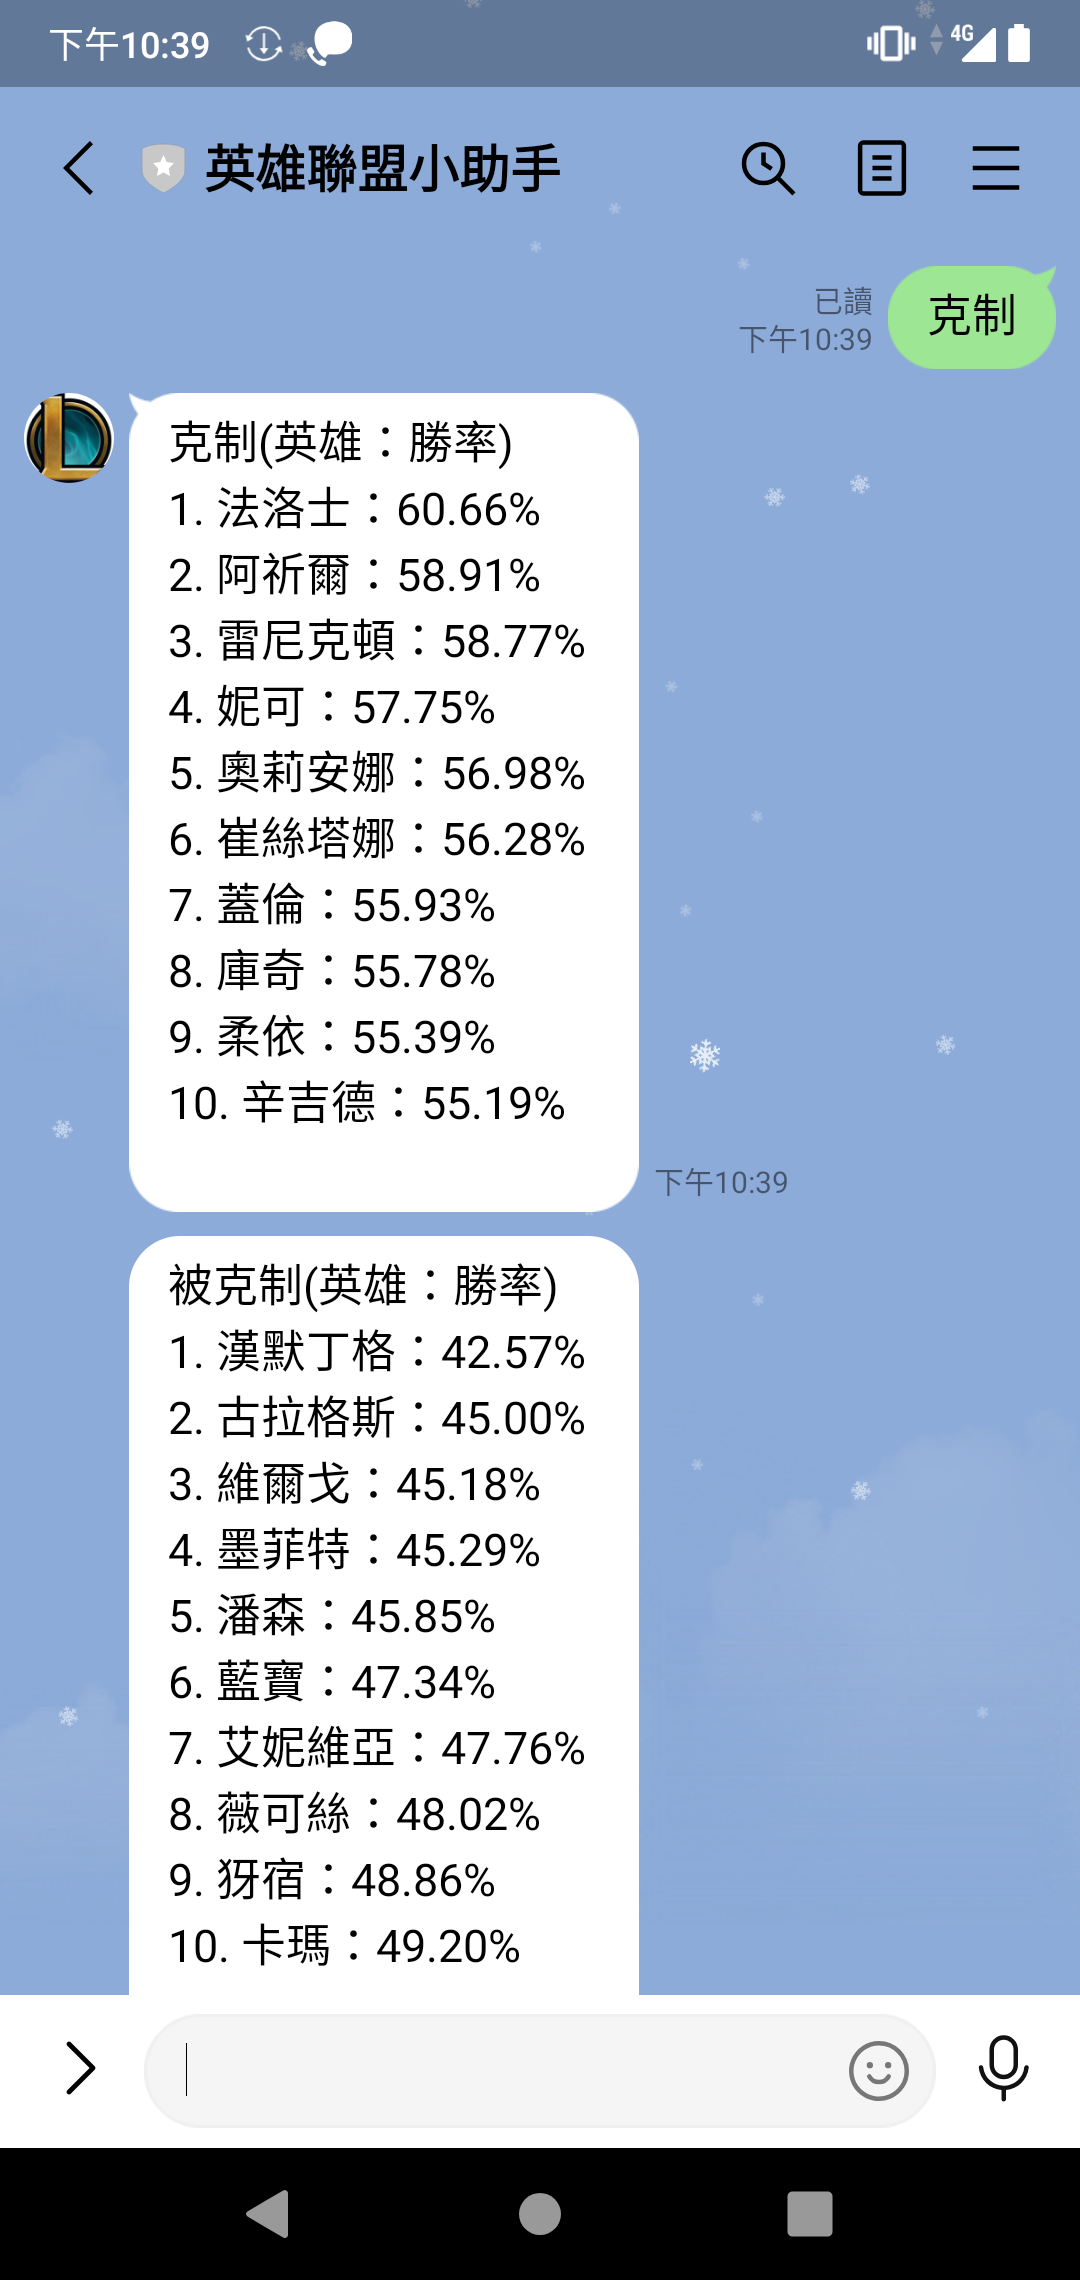 下午10:39
4G
英雄聯盟小助手
已讀
下午10:39
克制
克制(英雄：勝率)
1. 法洛士：60.66%
2. 阿祈爾：58.91%
3. 雷尼克頓：58.77%
4. 妮可：57.75%
5. 奧莉安娜：56.98%
6. 崔絲塔娜：56.28%
7. 蓋倫：55.93%
8. 庫奇：55.78%
9. 柔依：55.39%
10. 辛吉德：55.19%
下午10:39
被克制(英雄：勝率)
1. 漢默丁格：42.57%
2. 古拉格斯：45.00%
3. 維爾戈：45.18%
4. 墨菲特：45.29%
5. 潘森：45.85%
6. 藍寶：47.34%
7. 艾妮維亞：47.76%
8. 薇可絲：48.02%
9. 犽宿：48.86%
10. 卡瑪：49.20%